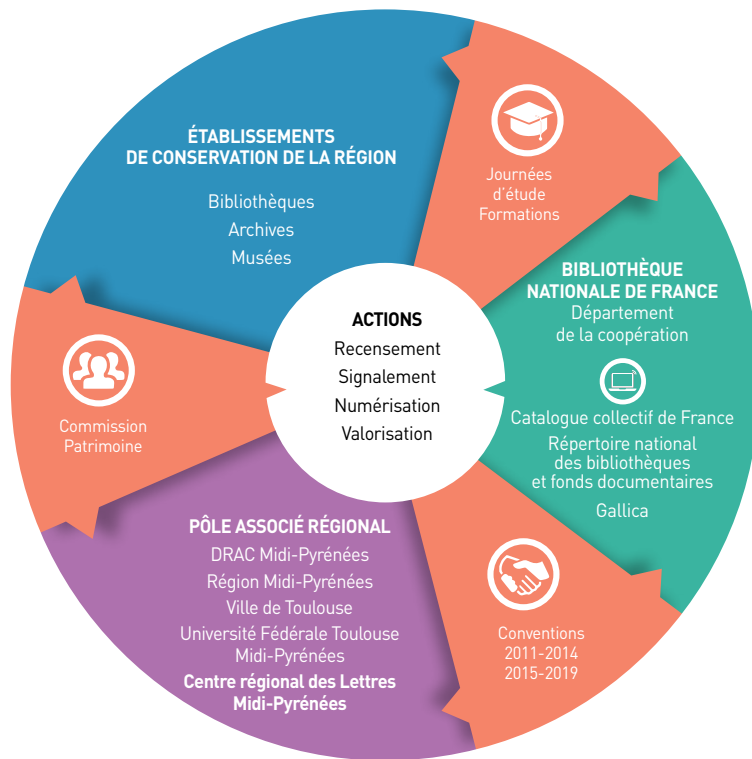 ÉTABLISSEMENTS
DE CONSERVATION DE LA RÉGION
Bibliothèques
Archives
Musées
Journées
d'étude
Formations
BIBLIOTHÈQUE
NATIONALE DE FRANCE
Département
de la coopération
Catalogue collectif de France
Répertoire national
des bibliothèques
et fonds documentaires
Gallica
ACTIONS
Recensement
Signalement
Numérisation
Valorisation
Commission
Patrimoine
PÔLE ASSOCIÉ RÉGIONAL
DRAC Midi-Pyrénées
Région Midi-Pyrénées
Ville de Toulouse
Université Fédérale Toulouse
Midi-Pyrénées
Centre régional des Lettres
Midi-Pyrénées
Conventions
2011-2014
2015-2019